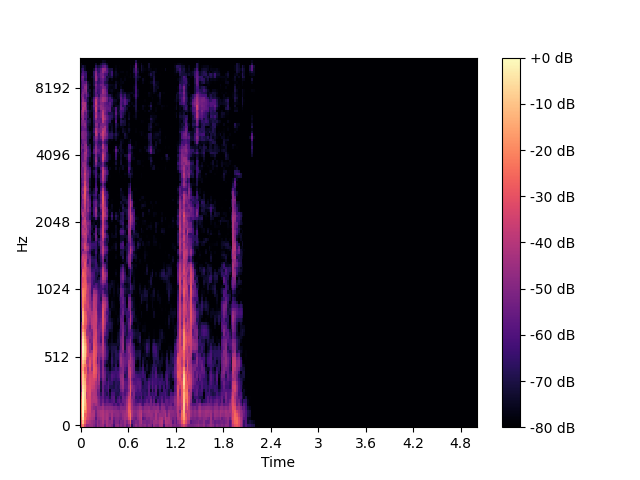 +0 dB
8192
-10 dB
4096
-20 dB
-30 dB
2048
Hz
-40 dB
1024
-50 dB
512
-60 dB
-70 dB
0
-80 dB
0 0.6 1.2 1.8 2.4 3 3.6 4.2 4.8
Time